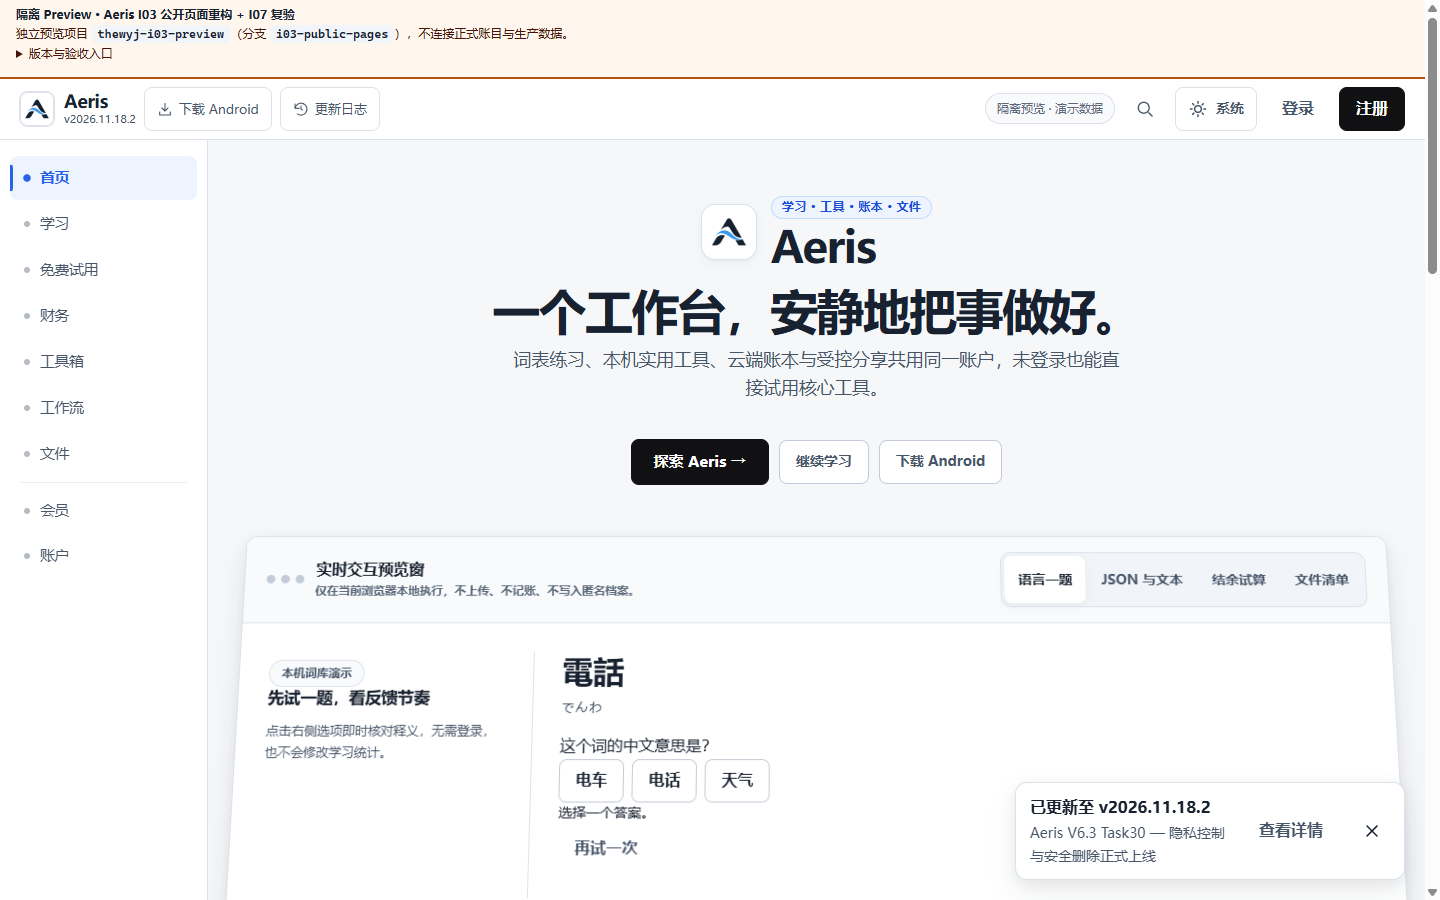 隔离 Preview • Aeris I03 公开页面重构 + I07 复验
独立预览项目 thewyj-i03-preview （分支 i03-public-pages ），不连接正式账目与生产数据。
版本与验收入口
Aeris
v2026.11.18.2
下载 Android
更新日志
隔离预览 · 演示数据
系统
登录
注册
首页
学习
免费试用
财务
工具箱
工作流
文件
会员
账户
学习 • 工具 • 账本 • 文件
Aeris
一个工作台，安静地把事做好。
词表练习、本机实用工具、云端账本与受控分享共用同一账户，未登录也能直
接试用核心工具。
探索 Aeris →
继续学习
下载 Android
实时交互预览窗
仅在当前浏览器本地执行，不上传、不记账、不写入匿名档案。
语言一题
JSON 与文本
结余试算
文件清单
本机词库演示
先试一题，看反馈节奏
点击右侧选项即时核对释义，无需登录，
也不会修改学习统计。
電話
でんわ
这个词的中文意思是？
电车
电话
天气
选择一个答案。
再试一次
已更新至 v2026.11.18.2
Aeris V6.3 Task30 — 隐私控制
与安全删除正式上线
查看详情